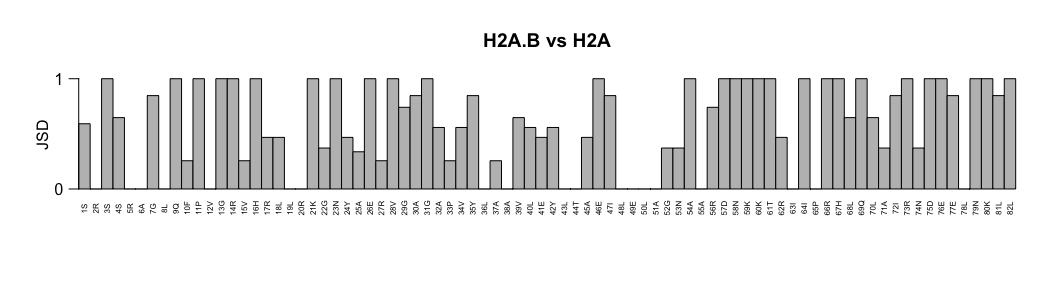 H2A.B vs H2A
1
JSD
0
1S 2R 3S 4S 5R 6A 7G 8L 9Q 10F 11P 12V 13G 14R 15V 16H 17R 18L 19L 20R 21K 22G 23N 24Y 25A 26E 27R 28V 29G 30A 31G 32A 33P 34V 35Y 36L 37A 38A 39V 40L 41E 42Y 43L 44T 45A 46E 47I 48L 49E 50L 51A 52G 53N 54A 55A 56R 57D 58N 59K 60K 61T 62R 63I 64I 65P 66R 67H 68L 69Q 70L 71A 72I 73R 74N 75D 76E 77E 78L 79N 80K 81L 82L